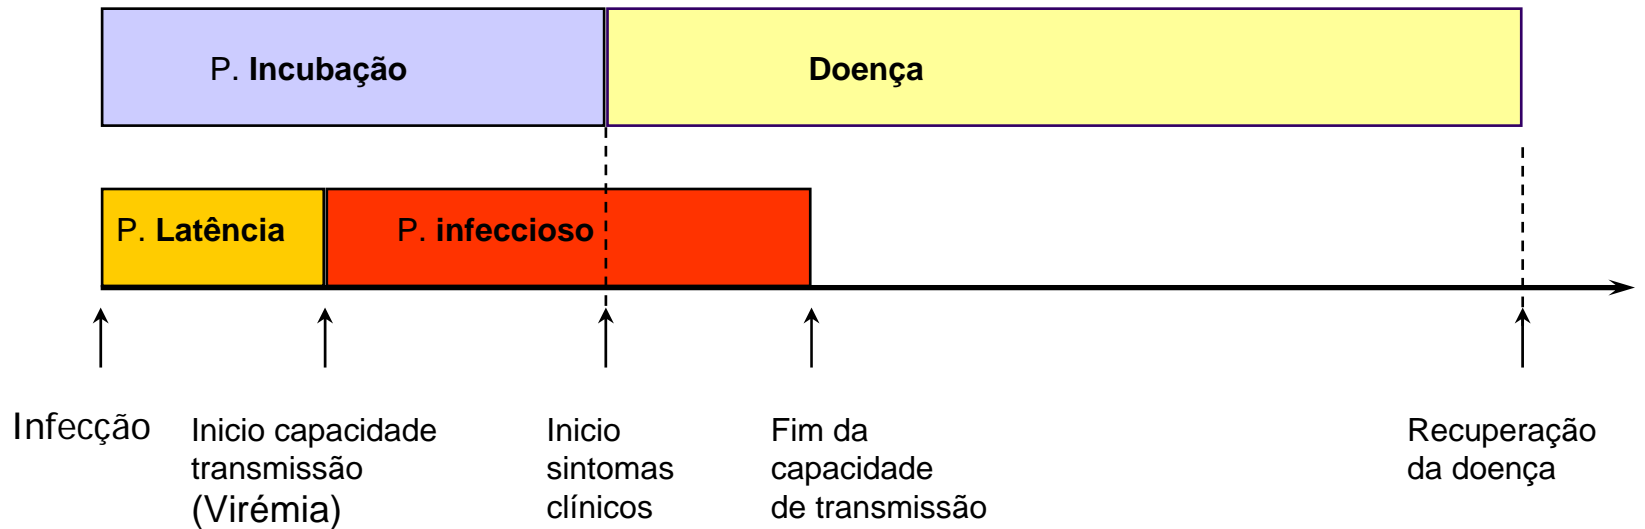 P. Incubação
Doença
P. Latência
P. infeccioso
Infecção
Inicio capacidade
transmissão
(Virémia)
Inicio
sintomas
clínicos
Fim da
capacidade
de transmissão
Recuperação
da doença